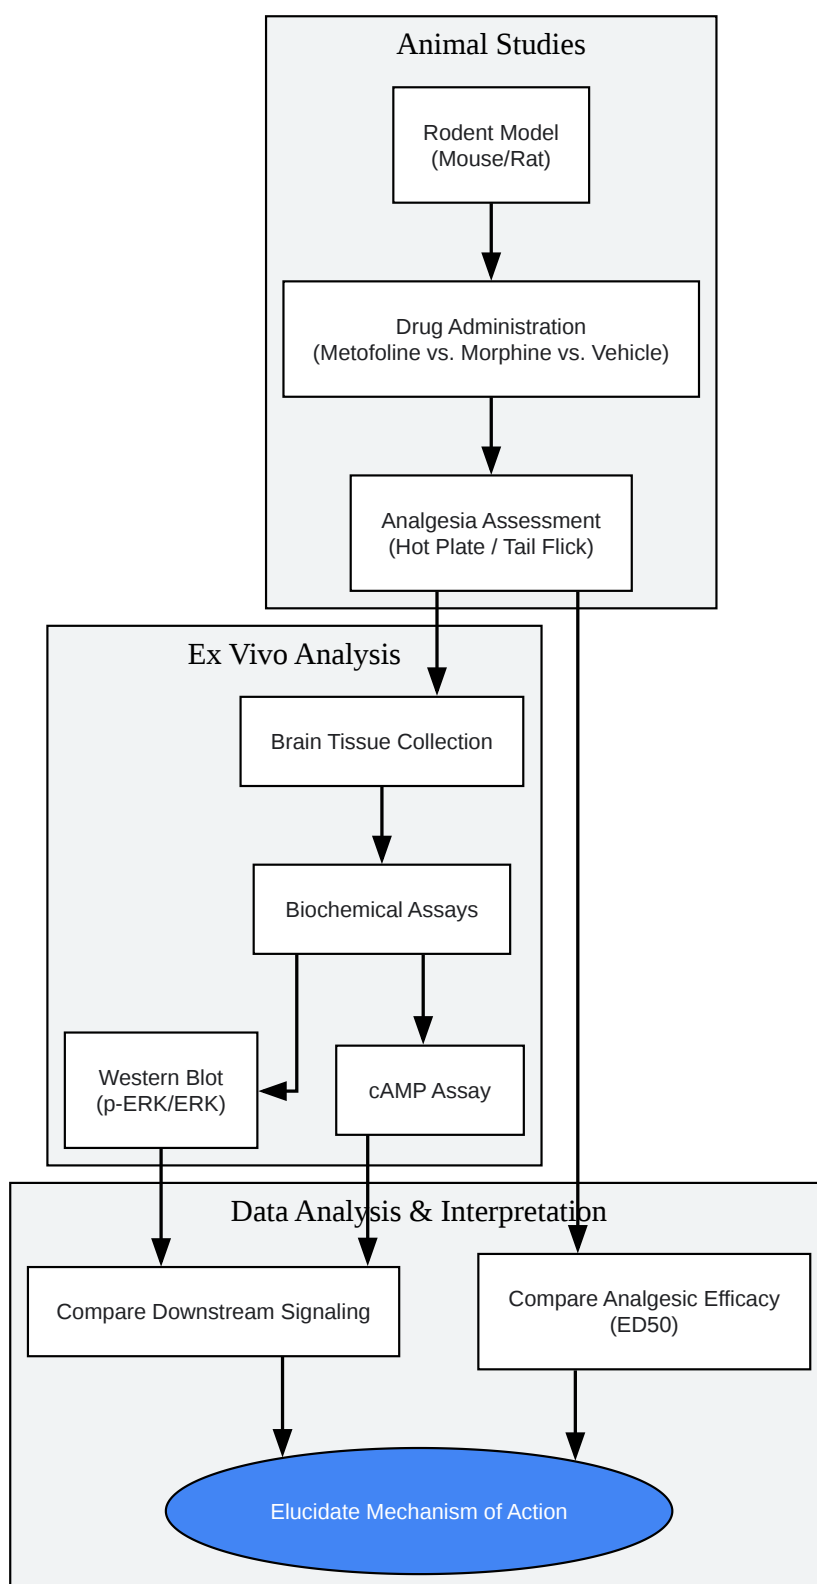 Animal Studies
Rodent Model
(Mouse/Rat)
Drug Administration
(Metofoline vs. Morphine vs. Vehicle)
Analgesia Assessment
(Hot Plate / Tail Flick)
Ex Vivo Analysis
Brain Tissue Collection
Biochemical Assays
Western Blot
(p-ERK/ERK)
cAMP Assay
Data Analysis & Interpretation
Compare Downstream Signaling
Compare Analgesic Efficacy
(ED50)
Elucidate Mechanism of Action